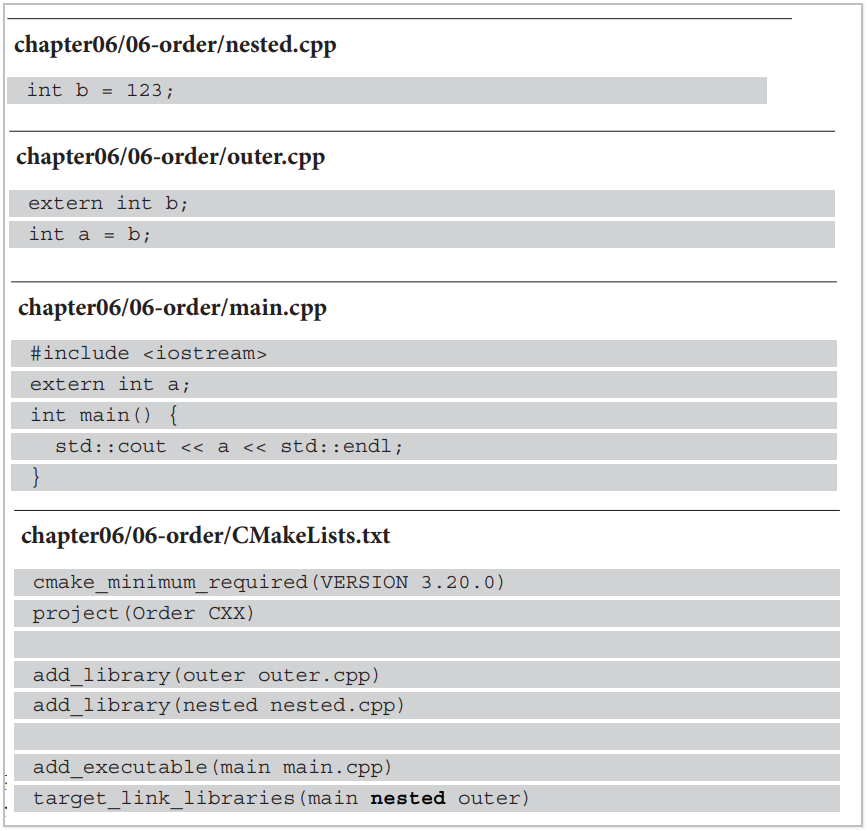 chapter06/06-order/nested.cpp
int b = 123;
chapter06/06-order/outer.cpp
extern int b;
int a = b;
chapter06/06-order/main.cpp
#include <iostream>
extern int a;
int main() {
  std::cout << a << std::endl;
}
chapter06/06-order/CMakeLists.txt
cmake_minimum_required(VERSION 3.20.0)
project(Order CXX)
add_library(outer outer.cpp)
add_library(nested nested.cpp)
add_executable(main main.cpp)
target_link_libraries(main nested outer)